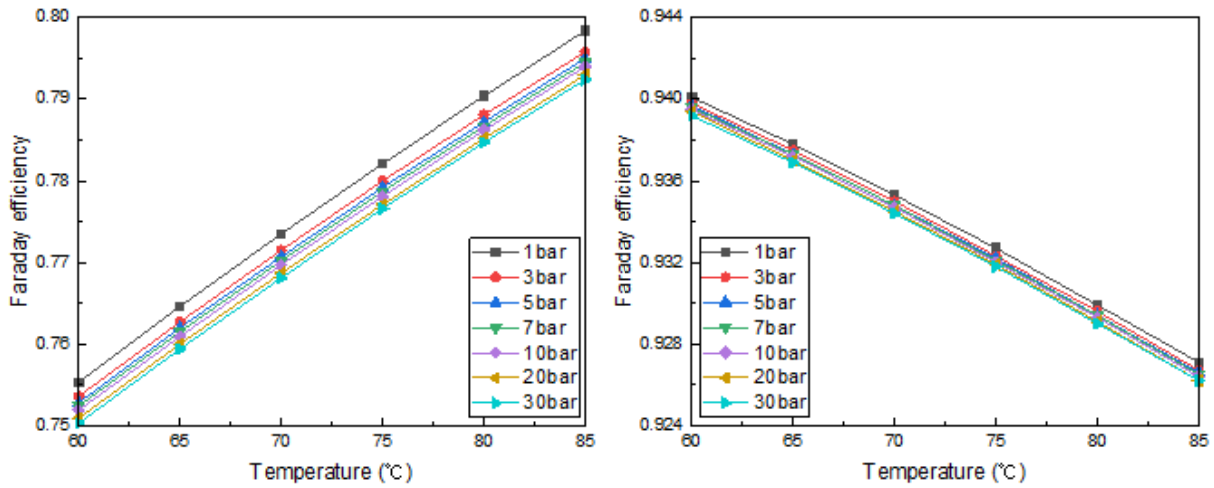 0.80
0.79
0.78
0.77
0.76
0.75
Faraday efficiency
60 65 70 75 80 85
Temperature (℃)
1bar
3bar
5bar
7bar
10bar
20bar
30bar
0.944
0.940
0.936
0.932
0.928
0.924
Faraday efficiency
60 65 70 75 80 85
Temperature (℃)
1bar
3bar
5bar
7bar
10bar
20bar
30bar